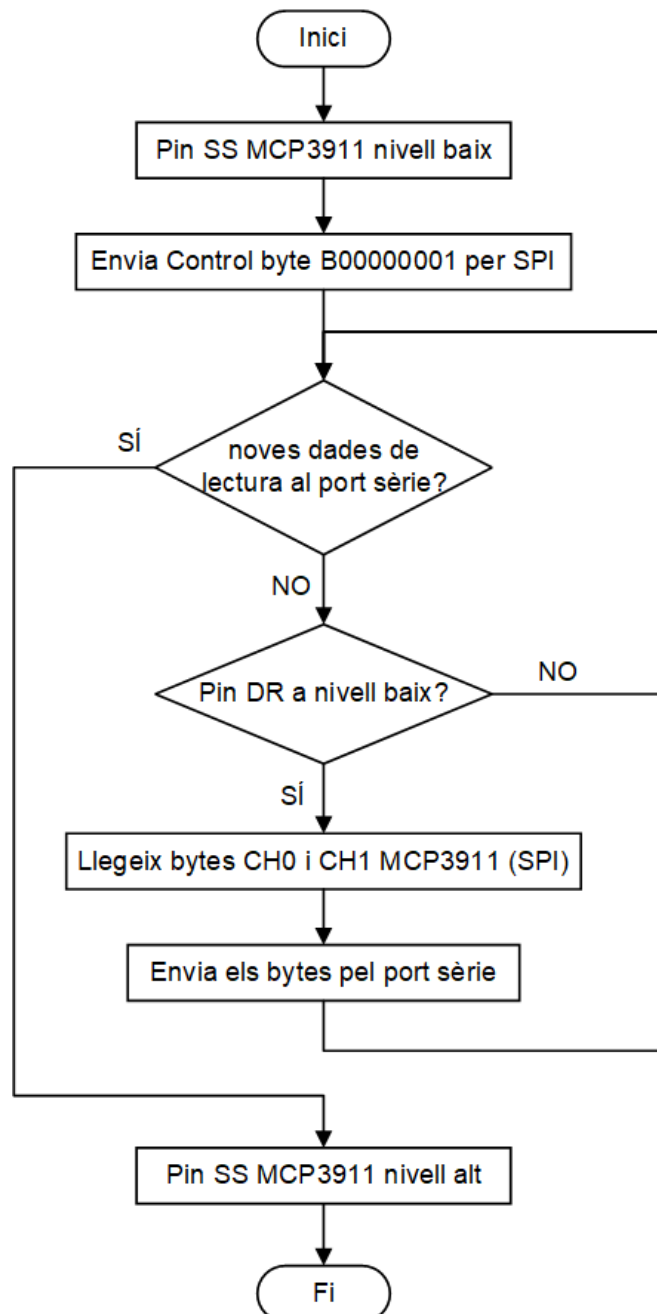 Inici
Pin SS MCP3911 nivell baix
Envia Control byte B00000001 per SPI
SÍ
noves dades de
lectura al port sèrie?
NO
Pin DR a nivell baix?
NO
SÍ
Llegeix bytes CH0 i CH1 MCP3911 (SPI)
Envia els bytes pel port sèrie
Pin SS MCP3911 nivell alt
Fi